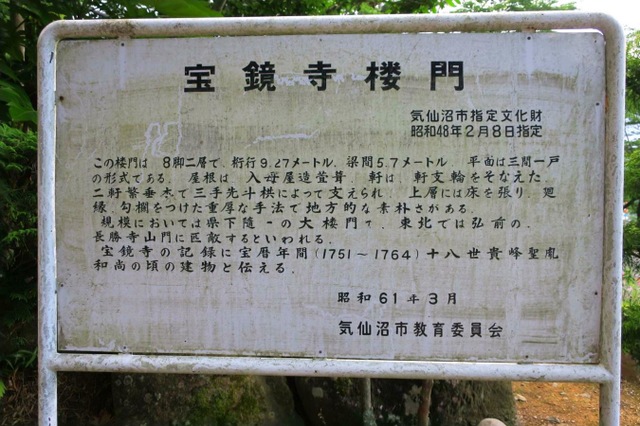 宝鏡寺楼門
気仙沼市指定文化財
昭和48年2月8日指定
この楼門は、8脚二層で、桁行9.27メートル、梁間5.7メートル、平面は三間一戸
の形式である。屋根は、入母屋造萱葺、軒は、軒支輪をそなえた、
二軒繁垂木で三手先斗栱によって支えられ、上層には床を張り、廻
縁、勾欄をつけた重厚な手法で地方的な素朴さがある。
規模においては県下随一の大楼門で、東北では弘前の、
長勝寺山門に匹敵するといわれる。
宝鏡寺の記録に宝暦年間(1751～1764)十八世貴峰聖胤
和尚の頃の建物と伝える。
昭和61年3月
気仙沼市教育委員会